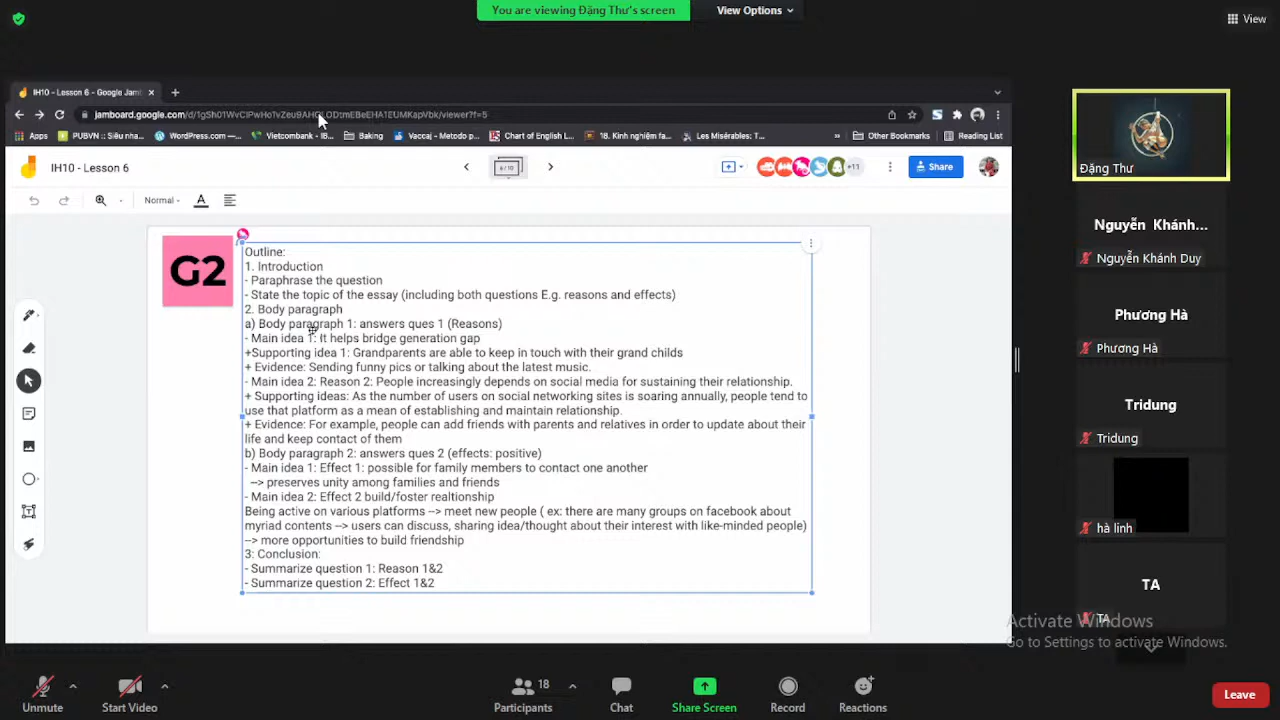 You are viewing Đặng Thư's screen
View Options
View
IH10 - Lesson 6 - Google Jam
Apps
PUBVN :: Siêu nha...
WordPress.com —...
Vietcombank - I...
Baking
Vaccaj - Metodo p...
Chart of English L...
18. Kinh nghiệm fa...
Les Misérables: T...
»
Other Bookmarks
Reading List
IH10 - Lesson 6
+11
Share
Normal
A
G2
Outline:
1. Introduction
- Paraphrase the question
- State the topic of the essay (including both questions E.g. reasons and effects)
2. Body paragraph
a) Body paragraph 1: answers ques 1 (Reasons)
- Main idea 1: It helps bridge generation gap
+Supporting idea 1: Grandparents are able to keep in touch with their grand childs
+ Evidence: Sending funny pics or talking about the latest music.
- Main idea 2: Reason 2: People increasingly depends on social media for sustaining their relationship.
+ Supporting ideas: As the number of users on social networking sites is soaring annually, people tend to
use that platform as a mean of establishing and maintain relationship.
+ Evidence: For example, people can add friends with parents and relatives in order to update about their
life and keep contact of them
b) Body paragraph 2: answers ques 2 (effects: positive)
- Main idea 1: Effect 1: possible for family members to contact one another
--> preserves unity among families and friends
- Main idea 2: Effect 2 build/foster realtionship
Being active on various platforms --> meet new people ( ex: there are many groups on facebook about
myriad contents --> users can discuss, sharing idea/thought about their interest with like-minded people)
--> more opportunities to build friendship
3: Conclusion:
- Summarize question 1: Reason 1&2
- Summarize question 2: Effect 1&2
Đặng Thư
Nguyễn Khánh...
Nguyễn Khánh Duy
Phương Hà
Phương Hà
Tridung
Tridung
hà linh
TA
TA
Activate Windows
Go to Settings to activate Windows.
Unmute
Start Video
18
Participants
Chat
Share Screen
Record
Reactions
Leave